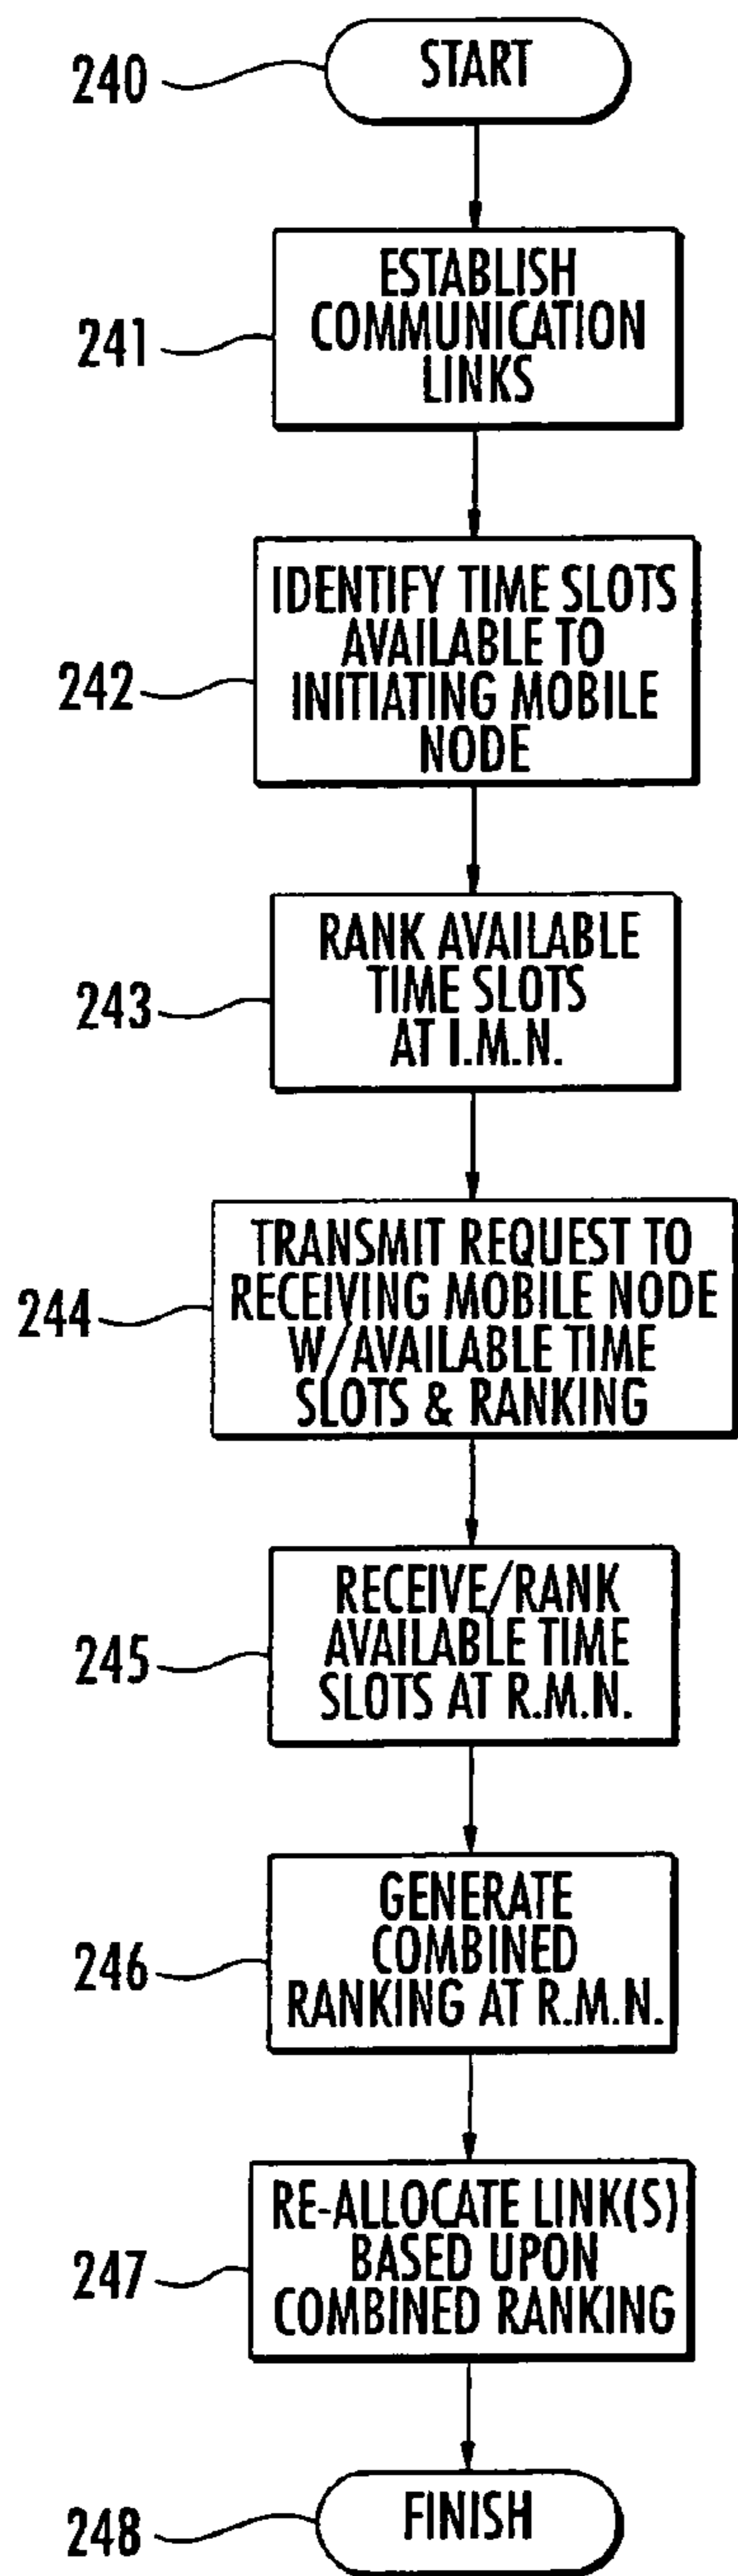 240
START
241
ESTABLISH
COMMUNICATION
LINKS
242
IDENTIFY TIME SLOTS
AVAILABLE TO
INITIATING MOBILE
NODE
243
RANK AVAILABLE
TIME SLOTS
AT I.M.N.
244
TRANSMIT REQUEST TO
RECEIVING MOBILE NODE
W/AVAILABLE TIME
SLOTS & RANKING
245
RECEIVE/RANK
AVAILABLE TIME
SLOTS AT R.M.N.
246
GENERATE
COMBINED
RANKING AT R.M.N.
247
RE-ALLOCATE LINK(S)
BASED UPON
COMBINED RANKING
248
FINISH